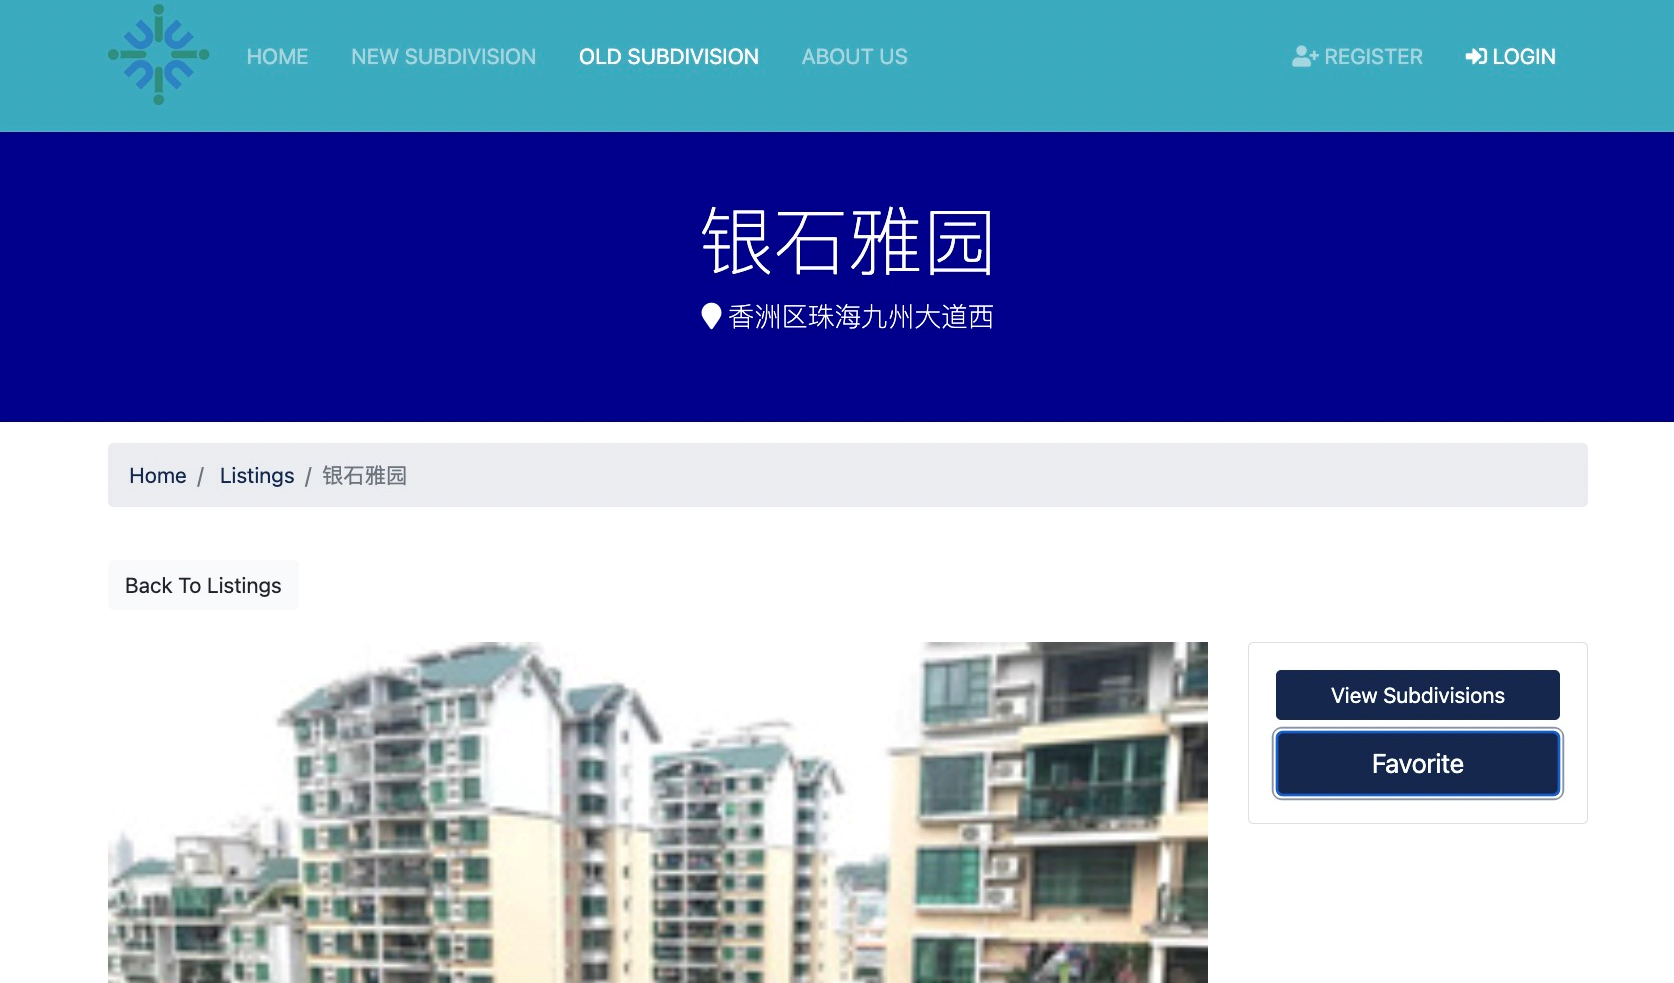 HOME NEW SUBDIVISION OLD SUBDIVISION ABOUT US REGISTER LOGIN
银石雅园
香洲区珠海九州大道西
Home / Listings / 银石雅园
Back To Listings
View Subdivisions
Favorite